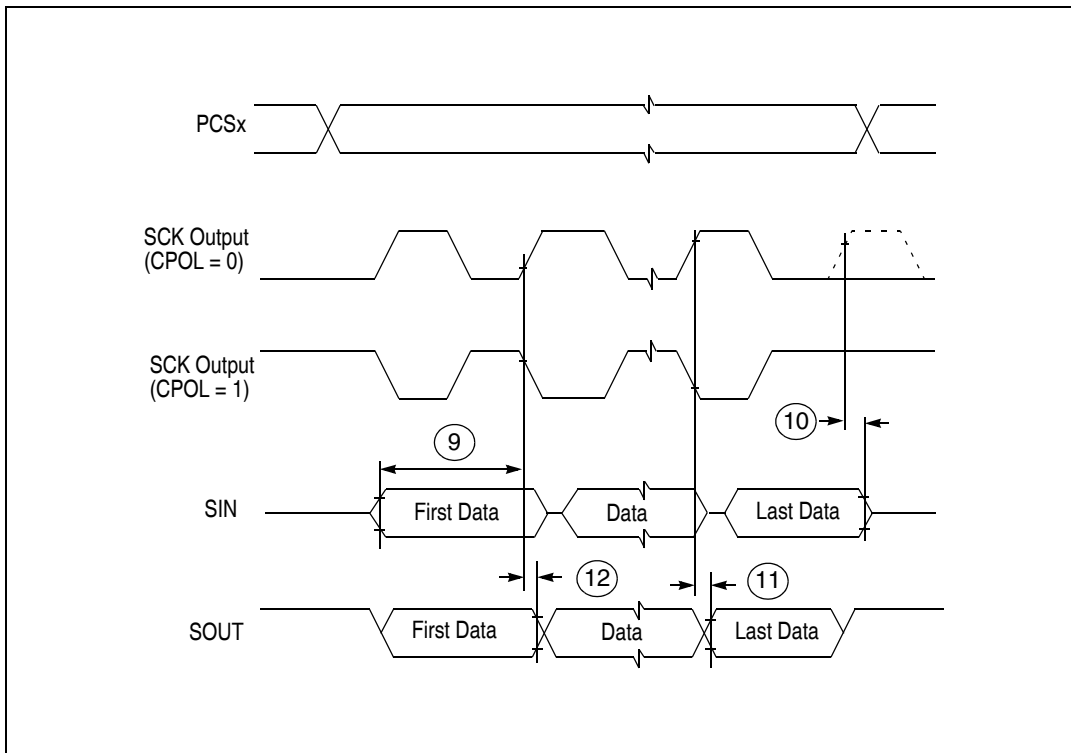 PCSx
SCK Output
(CPOL = 0)
SCK Output
(CPOL = 1)
10
9
SIN
First Data
Data
Last Data
12
11
SOUT
First Data
Data
Last Data